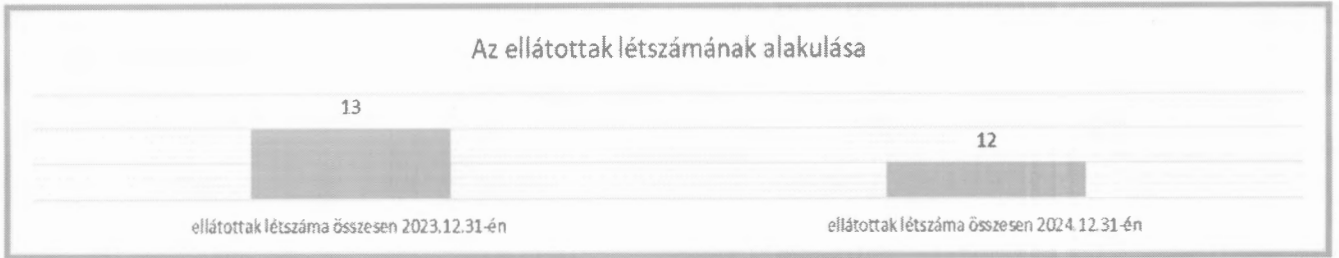 Az ellátottak létszámának alakulása
13
12
ellátottak létszáma összesen 2023.12.31-én
ellátottak létszáma összesen 2024.12.31-én